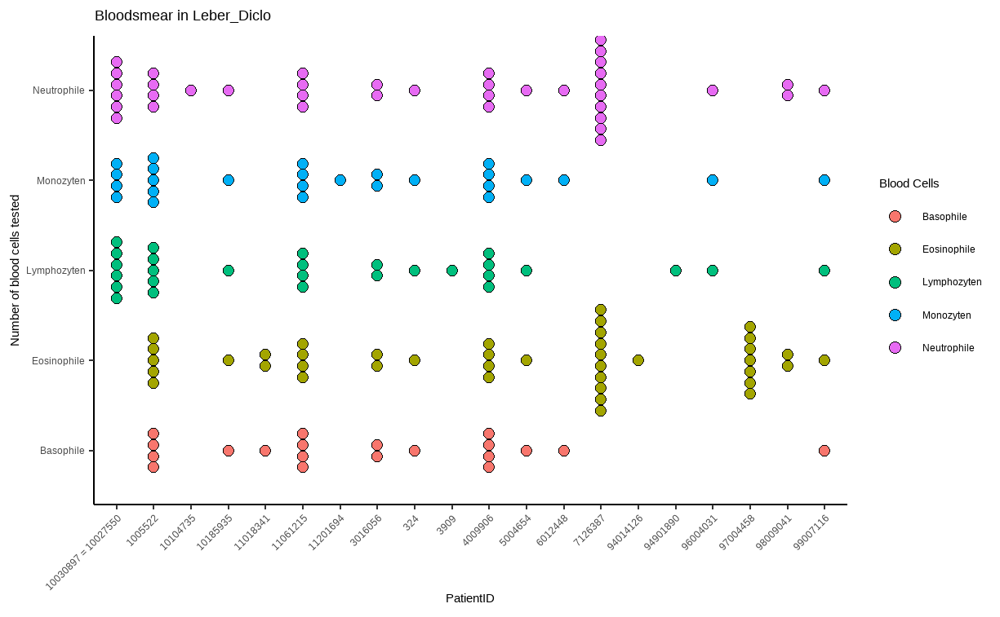 Bloodsmear in Leber_Diclo
Number of blood cells tested
Neutrophile
Monozyten
Lymphozyten
Eosinophile
Basophile
10030897 = 10027550
1005522
10104735
10185935
11018341
11061215
11201694
3016056
324
3909
4009906
5004654
6012448
7126387
94014126
94901890
96004031
97004458
98009041
99007116
PatientID
Blood Cells
Basophile
Eosinophile
Lymphozyten
Monozyten
Neutrophile